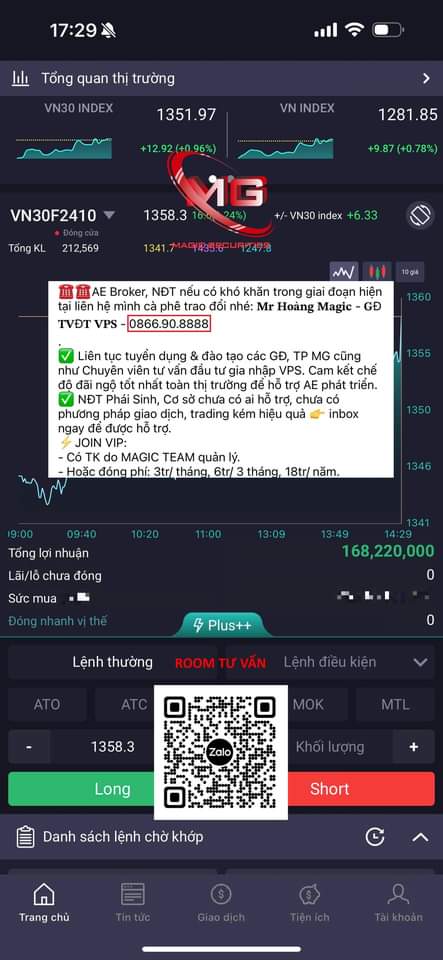 17:29
Tổng quan thị trường
VN30 INDEX 1351.97
+12.92 (+0.96%)
VN INDEX 1281.85
+9.87 (+0.78%)
MG
MAGIC SECURITIES
VN30F2410 1358.3 +/- VN30 index +6.33
Đóng cửa
Tổng KL 212,569 1341.7 1247.8
10 giá
1360
AE Broker, NĐT nếu có khó khăn trong giai đoạn hiện
tại liên hệ mình cà phê trao đổi nhé: Mr Hoàng Magic - GĐ
TVĐT VPS - 0866.90.8888
.
✅ Liên tục tuyển dụng & đào tạo các GĐ, TP MG cũng
như Chuyên viên tư vấn đầu tư gia nhập VPS. Cam kết chế
độ đãi ngộ tốt nhất toàn thị trường để hỗ trợ AE phát triển.
✅ NĐT Phái Sinh, Cơ sở chưa có ai hỗ trợ, chưa có
phương pháp giao dịch, trading kém hiệu quả 👉 inbox
ngay để được hỗ trợ.
⚡JOIN VIP:
- Có TK do MAGIC TEAM quản lý.
- Hoặc đóng phí: 3tr/ tháng, 6tr/ 3 tháng, 18tr/ năm.
1355
1350
1346
1341
09:00 09:40 10:20 11:00 13:09 13:49 14:29
Tổng lợi nhuận 168,220,000
Lãi/lỗ chưa đóng 0
Sức mua
Đóng nhanh vị thế 0
Plus++
Lệnh thường ROOM TƯ VẤN Lệnh điều kiện
ATO ATC MOK MTL
- 1358.3 Khối lượng +
Zalo
Long Short
Danh sách lệnh chờ khớp
Trang chủ Tin tức Giao dịch Tiện ích Tài khoản